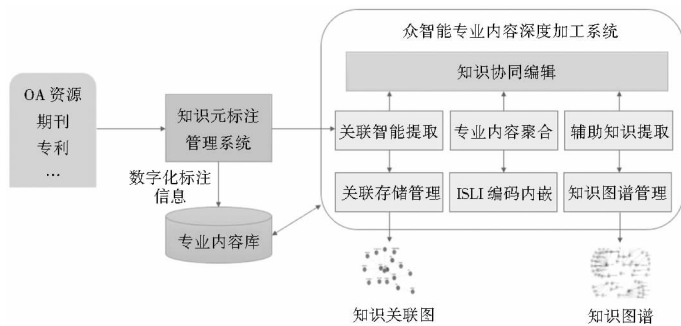 众智能专业内容深度加工系统
知识协同编辑
OA 资源
期刊
专利
…
知识元标注
管理系统
关联智能提取
专业内容聚合
辅助知识提取
数字化标注
信息
关联存储管理
ISLI 编码内嵌
知识图谱管理
专业内容库
知识关联图
知识图谱